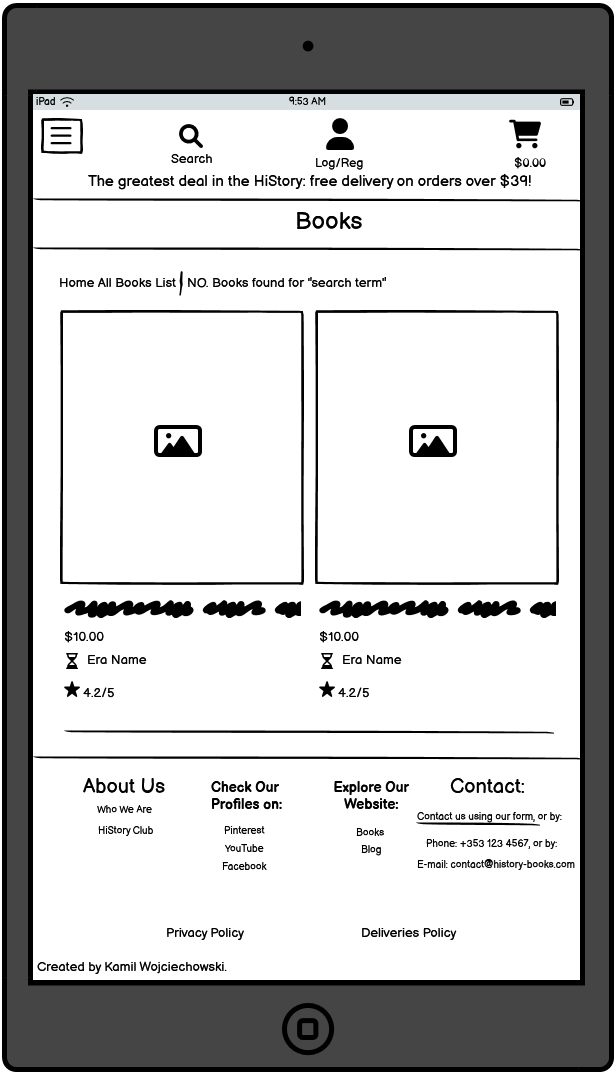 iPad 9:53 AM
Search
Log/Reg
$0.00
The greatest deal in the HiStory: free delivery on orders over $39!
Books
Home All Books List NO. Books found for "search term"
$10.00 $10.00
Era Name Era Name
4.2/5 4.2/5
About Us
Who We Are
HiStory Club
Check Our
Profiles on:
Pinterest
YouTube
Facebook
Explore Our
Website:
Books
Blog
Contact:
Contact us using our form, or by:
Phone: +353 123 4567, or by:
E-mail: contact@history-books.com
Privacy Policy Deliveries Policy
Created by Kamil Wojciechowski.